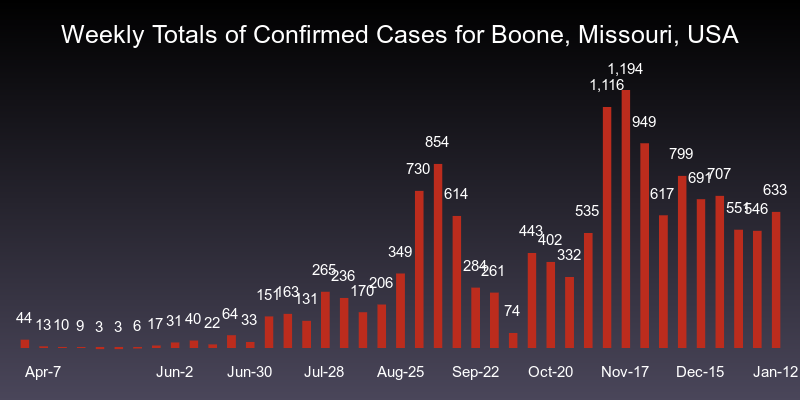 Weekly Totals of Confirmed Cases for Boone, Missouri, USA
44 13 10 9 3 3 6 17 31 40 22 64 33 151 163 131 265 236 170 206 349 730 854 614 284 261 74 443 402 332 535 1,116 1,194 949 617 799 691 707 551 546 633
Apr-7 Jun-2 Jun-30 Jul-28 Aug-25 Sep-22 Oct-20 Nov-17 Dec-15 Jan-12